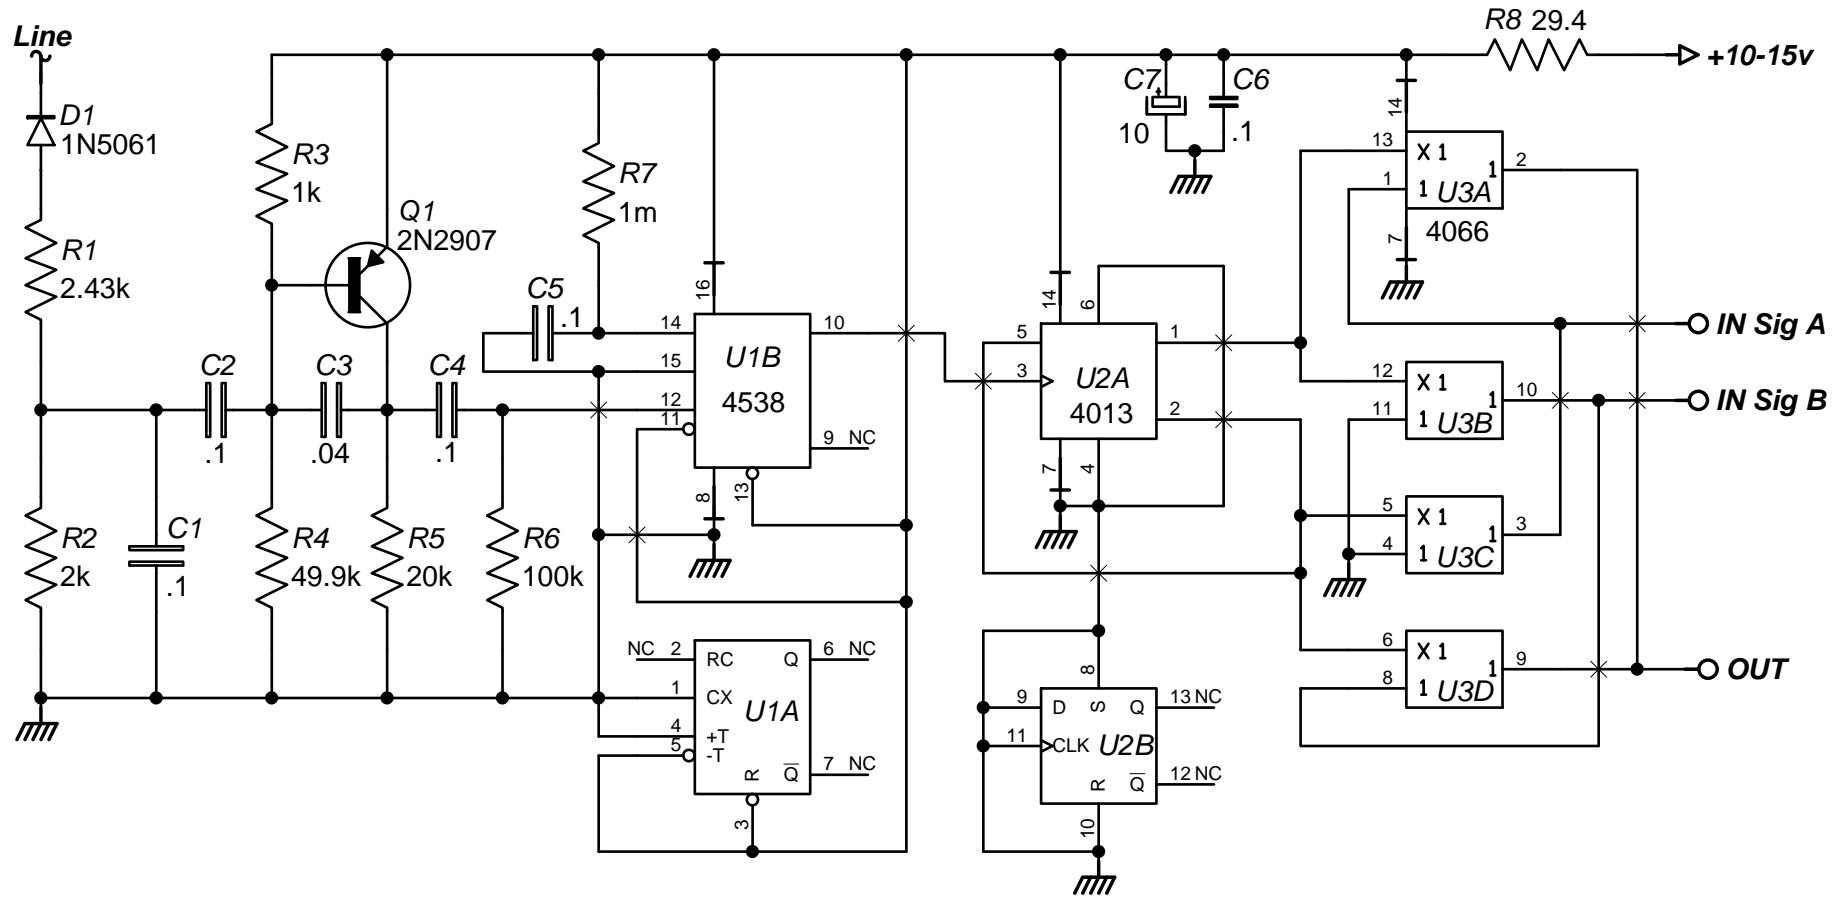 Line
D1
1N5061
R1
2.43k
R2
2k
C1
.1
C2
.1
R3
1k
Q1
2N2907
C3
.04
R4
49.9k
R5
20k
C4
.1
R6
100k
R7
1m
C5
.1
16
14
15
12
11
U1B
4538
10
9 NC
8
13
NC 2
1
4
5
RC
CX
+T
-T
R
Q
Q
U1A
6 NC
7 NC
3
14
6
5
3
U2A
4013
1
2
7
4
8
9
11
D
CLK
S
R
Q
Q
U2B
13 NC
12 NC
10
C7
10
C6
.1
R8 29.4
+10-15v
14
13
1
X 1
1
1
U3A
2
7
4066
12
11
X 1
1
1
U3B
10
5
4
X 1
1
1
U3C
3
6
8
X 1
1
1
U3D
9
IN Sig A
IN Sig B
OUT